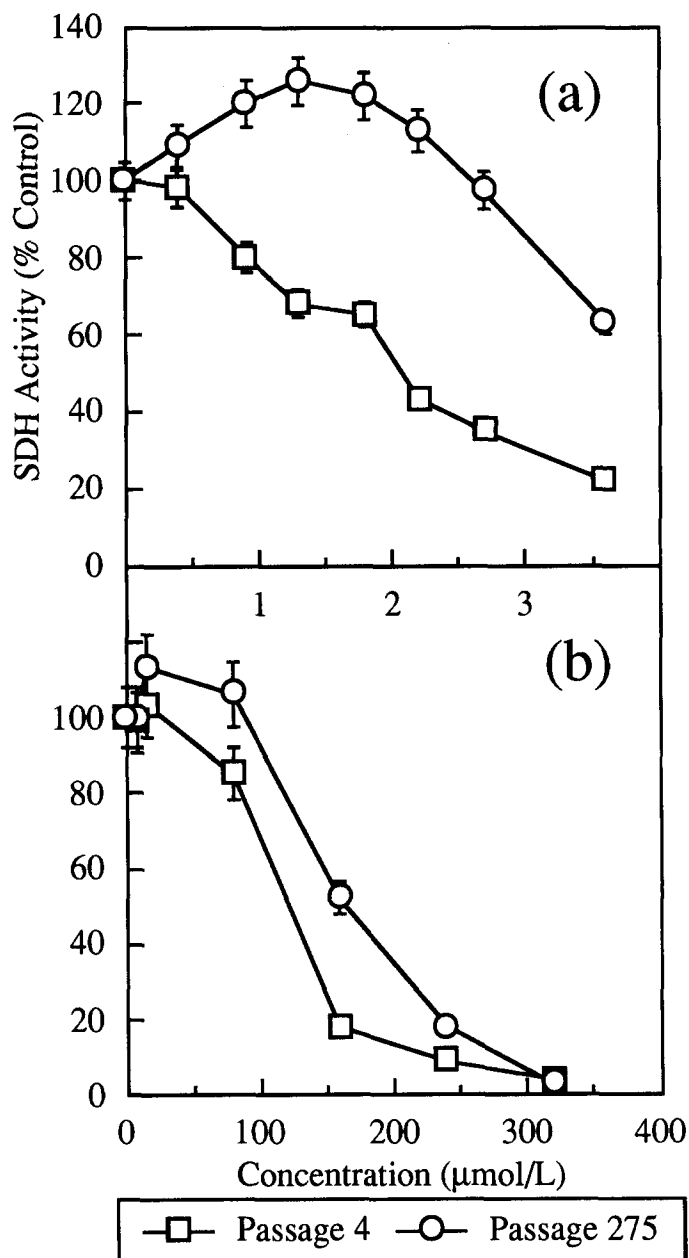 140
120
100
80
60
40
20
0
SDH Activity (% Control)
(a)
1 2 3
(b)
100
80
60
40
20
0
0 100 200 300 400
Concentration (μmol/L)
Passage 4 Passage 275